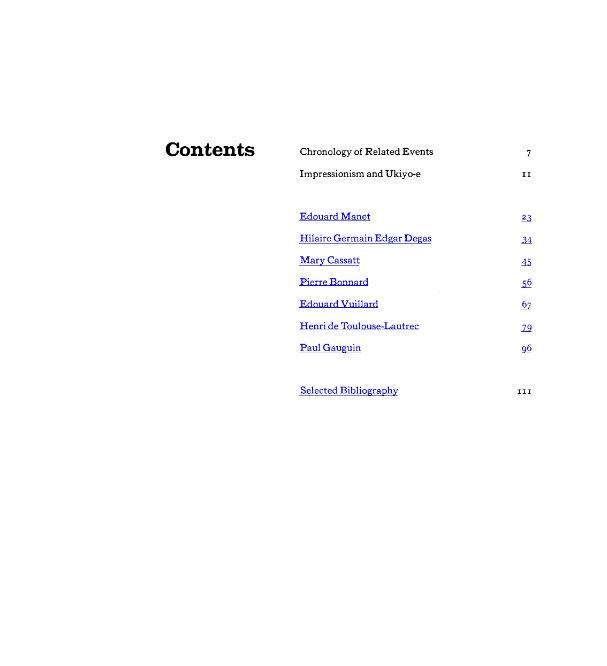 Contents
Chronology of Related Events 7
Impressionism and Ukiyo-e 11
Edouard Manet 23
Hilaire Germain Edgar Degas 34
Mary Cassatt 45
Pierre Bonnard 56
Edouard Vuillard 67
Henri de Toulouse-Lautrec 79
Paul Gauguin 96
Selected Bibliography 111